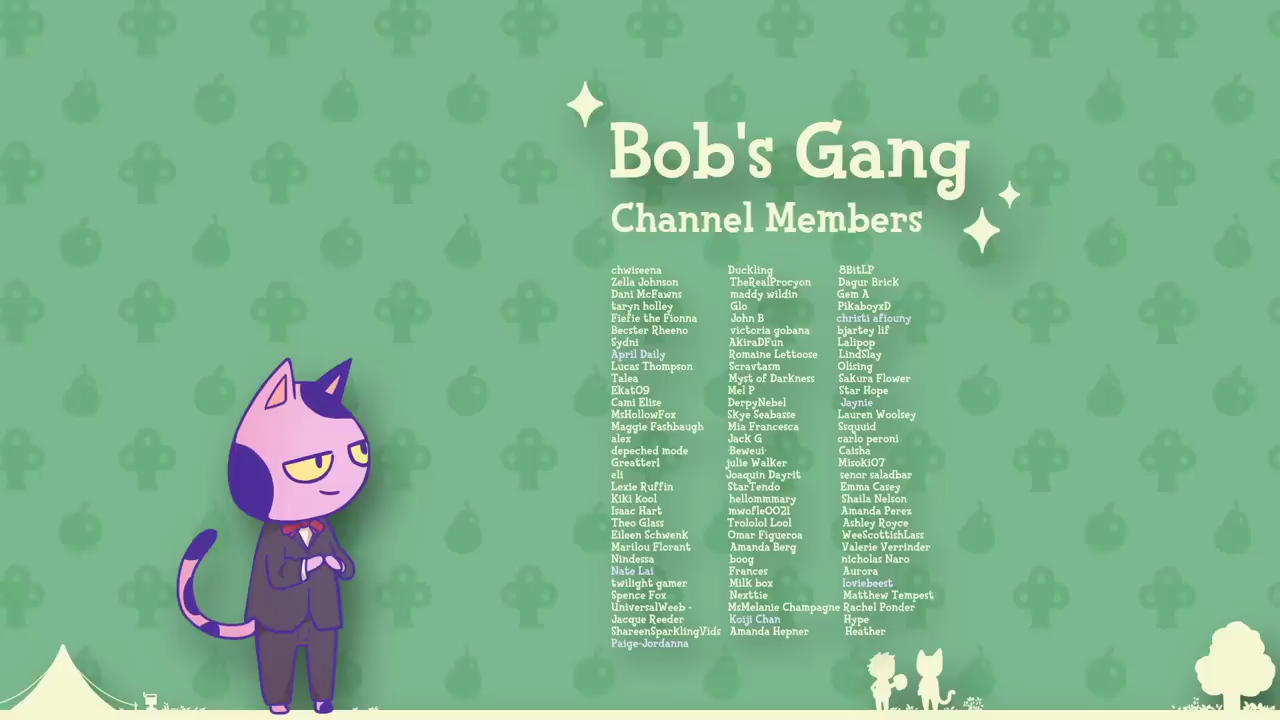 Bob's Gang
Channel Members
chwiseena
Zella Johnson
Dani McFawns
taryn holley
Fiefie the Fionna
Becster Rheeno
Sydni
April Daily
Lucas Thompson
Talea
Ekat09
Cami Elise
MsHollowFox
Maggie Fashbaugh
alex
depeched mode
Greatter1
eli
Lexie Ruffin
Kiki Kool
Isaac Hart
Theo Glass
Eileen Schwenk
Marilou Florant
Nindessa
Nate Lai
twilight gamer
Spence Fox
UniversalWeeb -
Jacque Reeder
ShareenSparklingVids
Paige-Jordanna
Duckling
TheRealProcyon
maddy wildin
Glo
John B
victoria gobana
AkiraDFun
Romaine Lettoose
Scravtasm
Myst of Darkness
Mel P
DerpyNebel
Skye Seabasse
Mia Francesca
Jack G
·Beweui·
julie Walker
Joaquin Dayrit
StarTendo
hellommmary
mwofle0021
Trololol Lool
Omar Figueroa
Amanda Berg
boog
Frances
Milk box
Nexttie
MsMelanie Champagne
Koiji Chan
Amanda Hepner
8BitLP
Dagur Brick
Gem A
PikaboyxD
christi afiouny
bjartey lif
Lalipop
LindSlay
Olising
Sakura Flower
Star Hope
Jaynie
Lauren Woolsey
Ssquuid
carlo peroni
Caisha
Misoki07
senor saladbar
Emma Casey
Shaila Nelson
Amanda Perez
Ashley Royce
WeeScottishLass
Valerie Verrinder
nicholas Naro
Aurora
loviebeest
Matthew Tempest
Rachel Ponder
Hype
Heather